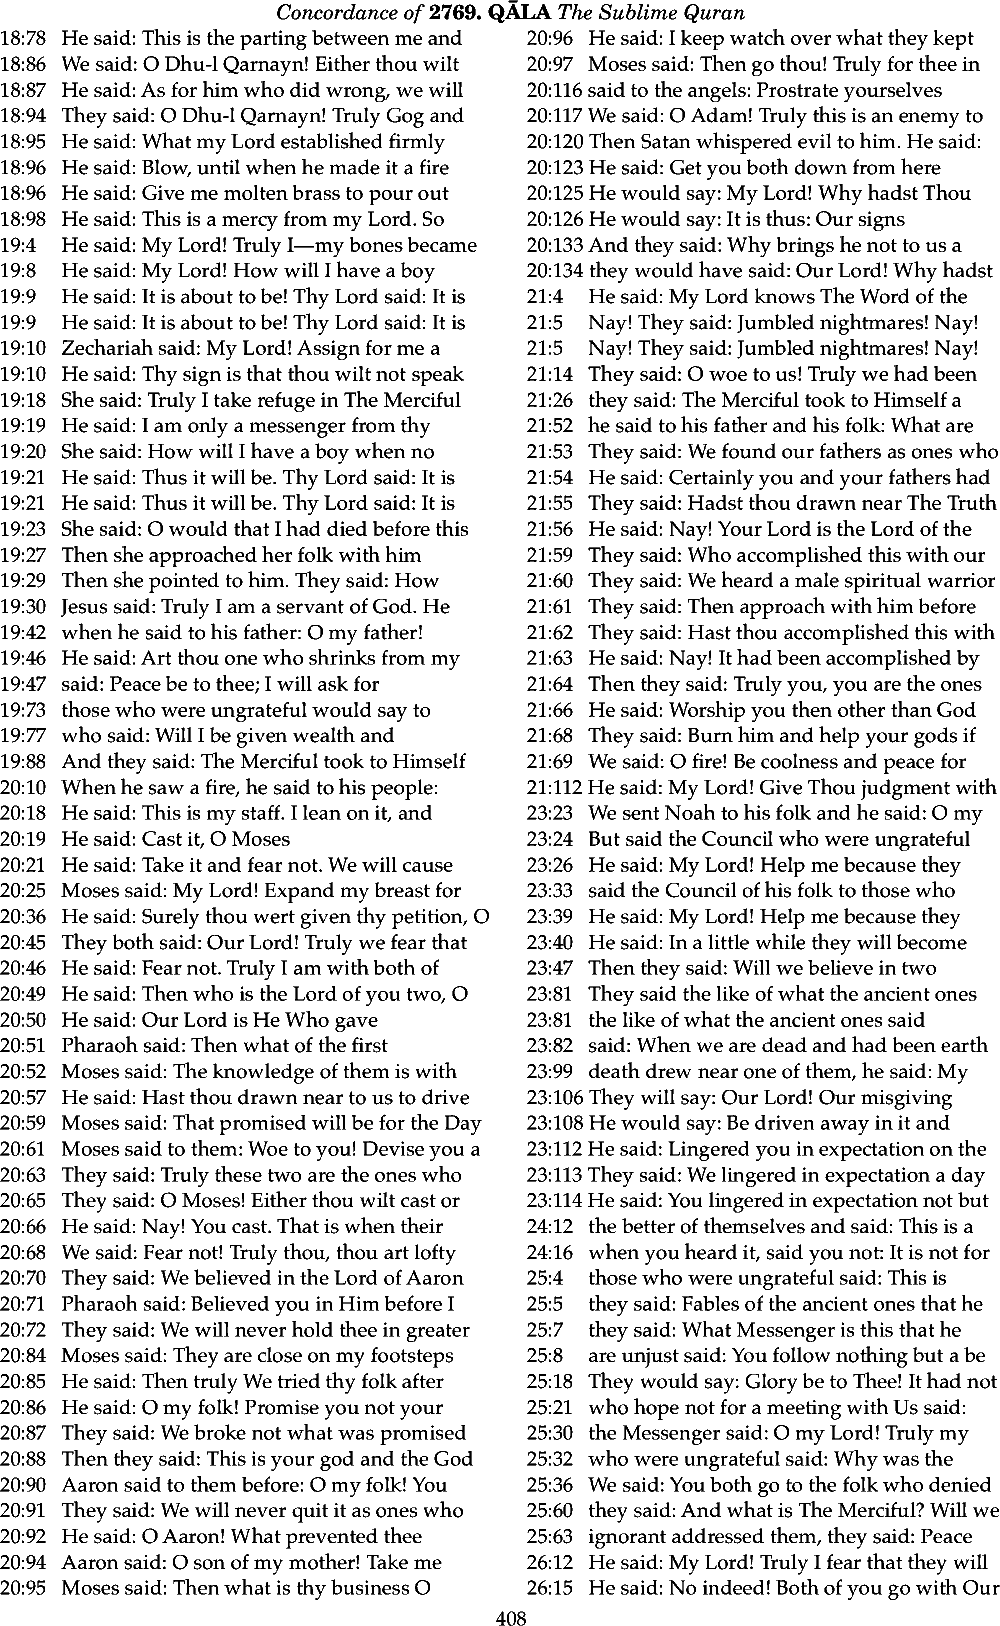 Concordance of 2769. QĀLA The Sublime Quran
18:78 He said: This is the parting between me and
18:86 We said: O Dhu-l Qarnayn! Either thou wilt
18:87 He said: As for him who did wrong, we will
18:94 They said: O Dhu-l Qarnayn! Truly Gog and
18:95 He said: What my Lord established firmly
18:96 He said: Blow, until when he made it a fire
18:96 He said: Give me molten brass to pour out
18:98 He said: This is a mercy from my Lord. So
19:4 He said: My Lord! Truly I—my bones became
19:8 He said: My Lord! How will I have a boy
19:9 He said: It is about to be! Thy Lord said: It is
19:9 He said: It is about to be! Thy Lord said: It is
19:10 Zechariah said: My Lord! Assign for me a
19:10 He said: Thy sign is that thou wilt not speak
19:18 She said: Truly I take refuge in The Merciful
19:19 He said: I am only a messenger from thy
19:20 She said: How will I have a boy when no
19:21 He said: Thus it will be. Thy Lord said: It is
19:21 He said: Thus it will be. Thy Lord said: It is
19:23 She said: O would that I had died before this
19:27 Then she approached her folk with him
19:29 Then she pointed to him. They said: How
19:30 Jesus said: Truly I am a servant of God. He
19:42 when he said to his father: O my father!
19:46 He said: Art thou one who shrinks from my
19:47 said: Peace be to thee; I will ask for
19:73 those who were ungrateful would say to
19:77 who said: Will I be given wealth and
19:88 And they said: The Merciful took to Himself
20:10 When he saw a fire, he said to his people:
20:18 He said: This is my staff. I lean on it, and
20:19 He said: Cast it, O Moses
20:21 He said: Take it and fear not. We will cause
20:25 Moses said: My Lord! Expand my breast for
20:36 He said: Surely thou wert given thy petition, O
20:45 They both said: Our Lord! Truly we fear that
20:46 He said: Fear not. Truly I am with both of
20:49 He said: Then who is the Lord of you two, O
20:50 He said: Our Lord is He Who gave
20:51 Pharaoh said: Then what of the first
20:52 Moses said: The knowledge of them is with
20:57 He said: Hast thou drawn near to us to drive
20:59 Moses said: That promised will be for the Day
20:61 Moses said to them: Woe to you! Devise you a
20:63 They said: Truly these two are the ones who
20:65 They said: O Moses! Either thou wilt cast or
20:66 He said: Nay! You cast. That is when their
20:68 We said: Fear not! Truly thou, thou art lofty
20:70 They said: We believed in the Lord of Aaron
20:71 Pharaoh said: Believed you in Him before I
20:72 They said: We will never hold thee in greater
20:84 Moses said: They are close on my footsteps
20:85 He said: Then truly We tried thy folk after
20:86 He said: O my folk! Promise you not your
20:87 They said: We broke not what was promised
20:88 Then they said: This is your god and the God
20:90 Aaron said to them before: O my folk! You
20:91 They said: We will never quit it as ones who
20:92 He said: O Aaron! What prevented thee
20:94 Aaron said: O son of my mother! Take me
20:95 Moses said: Then what is thy business O
20:96 He said: I keep watch over what they kept
20:97 Moses said: Then go thou! Truly for thee in
20:116 said to the angels: Prostrate yourselves
20:117 We said: O Adam! Truly this is an enemy to
20:120 Then Satan whispered evil to him. He said:
20:123 He said: Get you both down from here
20:125 He would say: My Lord! Why hadst Thou
20:126 He would say: It is thus: Our signs
20:133 And they said: Why brings he not to us a
20:134 they would have said: Our Lord! Why hadst
21:4 He said: My Lord knows The Word of the
21:5 Nay! They said: Jumbled nightmares! Nay!
21:5 Nay! They said: Jumbled nightmares! Nay!
21:14 They said: O woe to us! Truly we had been
21:26 they said: The Merciful took to Himself a
21:52 he said to his father and his folk: What are
21:53 They said: We found our fathers as ones who
21:54 He said: Certainly you and your fathers had
21:55 They said: Hadst thou drawn near The Truth
21:56 He said: Nay! Your Lord is the Lord of the
21:59 They said: Who accomplished this with our
21:60 They said: We heard a male spiritual warrior
21:61 They said: Then approach with him before
21:62 They said: Hast thou accomplished this with
21:63 He said: Nay! It had been accomplished by
21:64 Then they said: Truly you, you are the ones
21:66 He said: Worship you then other than God
21:68 They said: Burn him and help your gods if
21:69 We said: O fire! Be coolness and peace for
21:112 He said: My Lord! Give Thou judgment with
23:23 We sent Noah to his folk and he said: O my
23:24 But said the Council who were ungrateful
23:26 He said: My Lord! Help me because they
23:33 said the Council of his folk to those who
23:39 He said: My Lord! Help me because they
23:40 He said: In a little while they will become
23:47 Then they said: Will we believe in two
23:81 They said the like of what the ancient ones
23:81 the like of what the ancient ones said
23:82 said: When we are dead and had been earth
23:99 death drew near one of them, he said: My
23:106 They will say: Our Lord! Our misgiving
23:108 He would say: Be driven away in it and
23:112 He said: Lingered you in expectation on the
23:113 They said: We lingered in expectation a day
23:114 He said: You lingered in expectation not but
24:12 the better of themselves and said: This is a
24:16 when you heard it, said you not: It is not for
25:4 those who were ungrateful said: This is
25:5 they said: Fables of the ancient ones that he
25:7 they said: What Messenger is this that he
25:8 are unjust said: You follow nothing but a be
25:18 They would say: Glory be to Thee! It had not
25:21 who hope not for a meeting with Us said:
25:30 the Messenger said: O my Lord! Truly my
25:32 who were ungrateful said: Why was the
25:36 We said: You both go to the folk who denied
25:60 they said: And what is The Merciful? Will we
25:63 ignorant addressed them, they said: Peace
26:12 He said: My Lord! Truly I fear that they will
26:15 He said: No indeed! Both of you go with Our
408